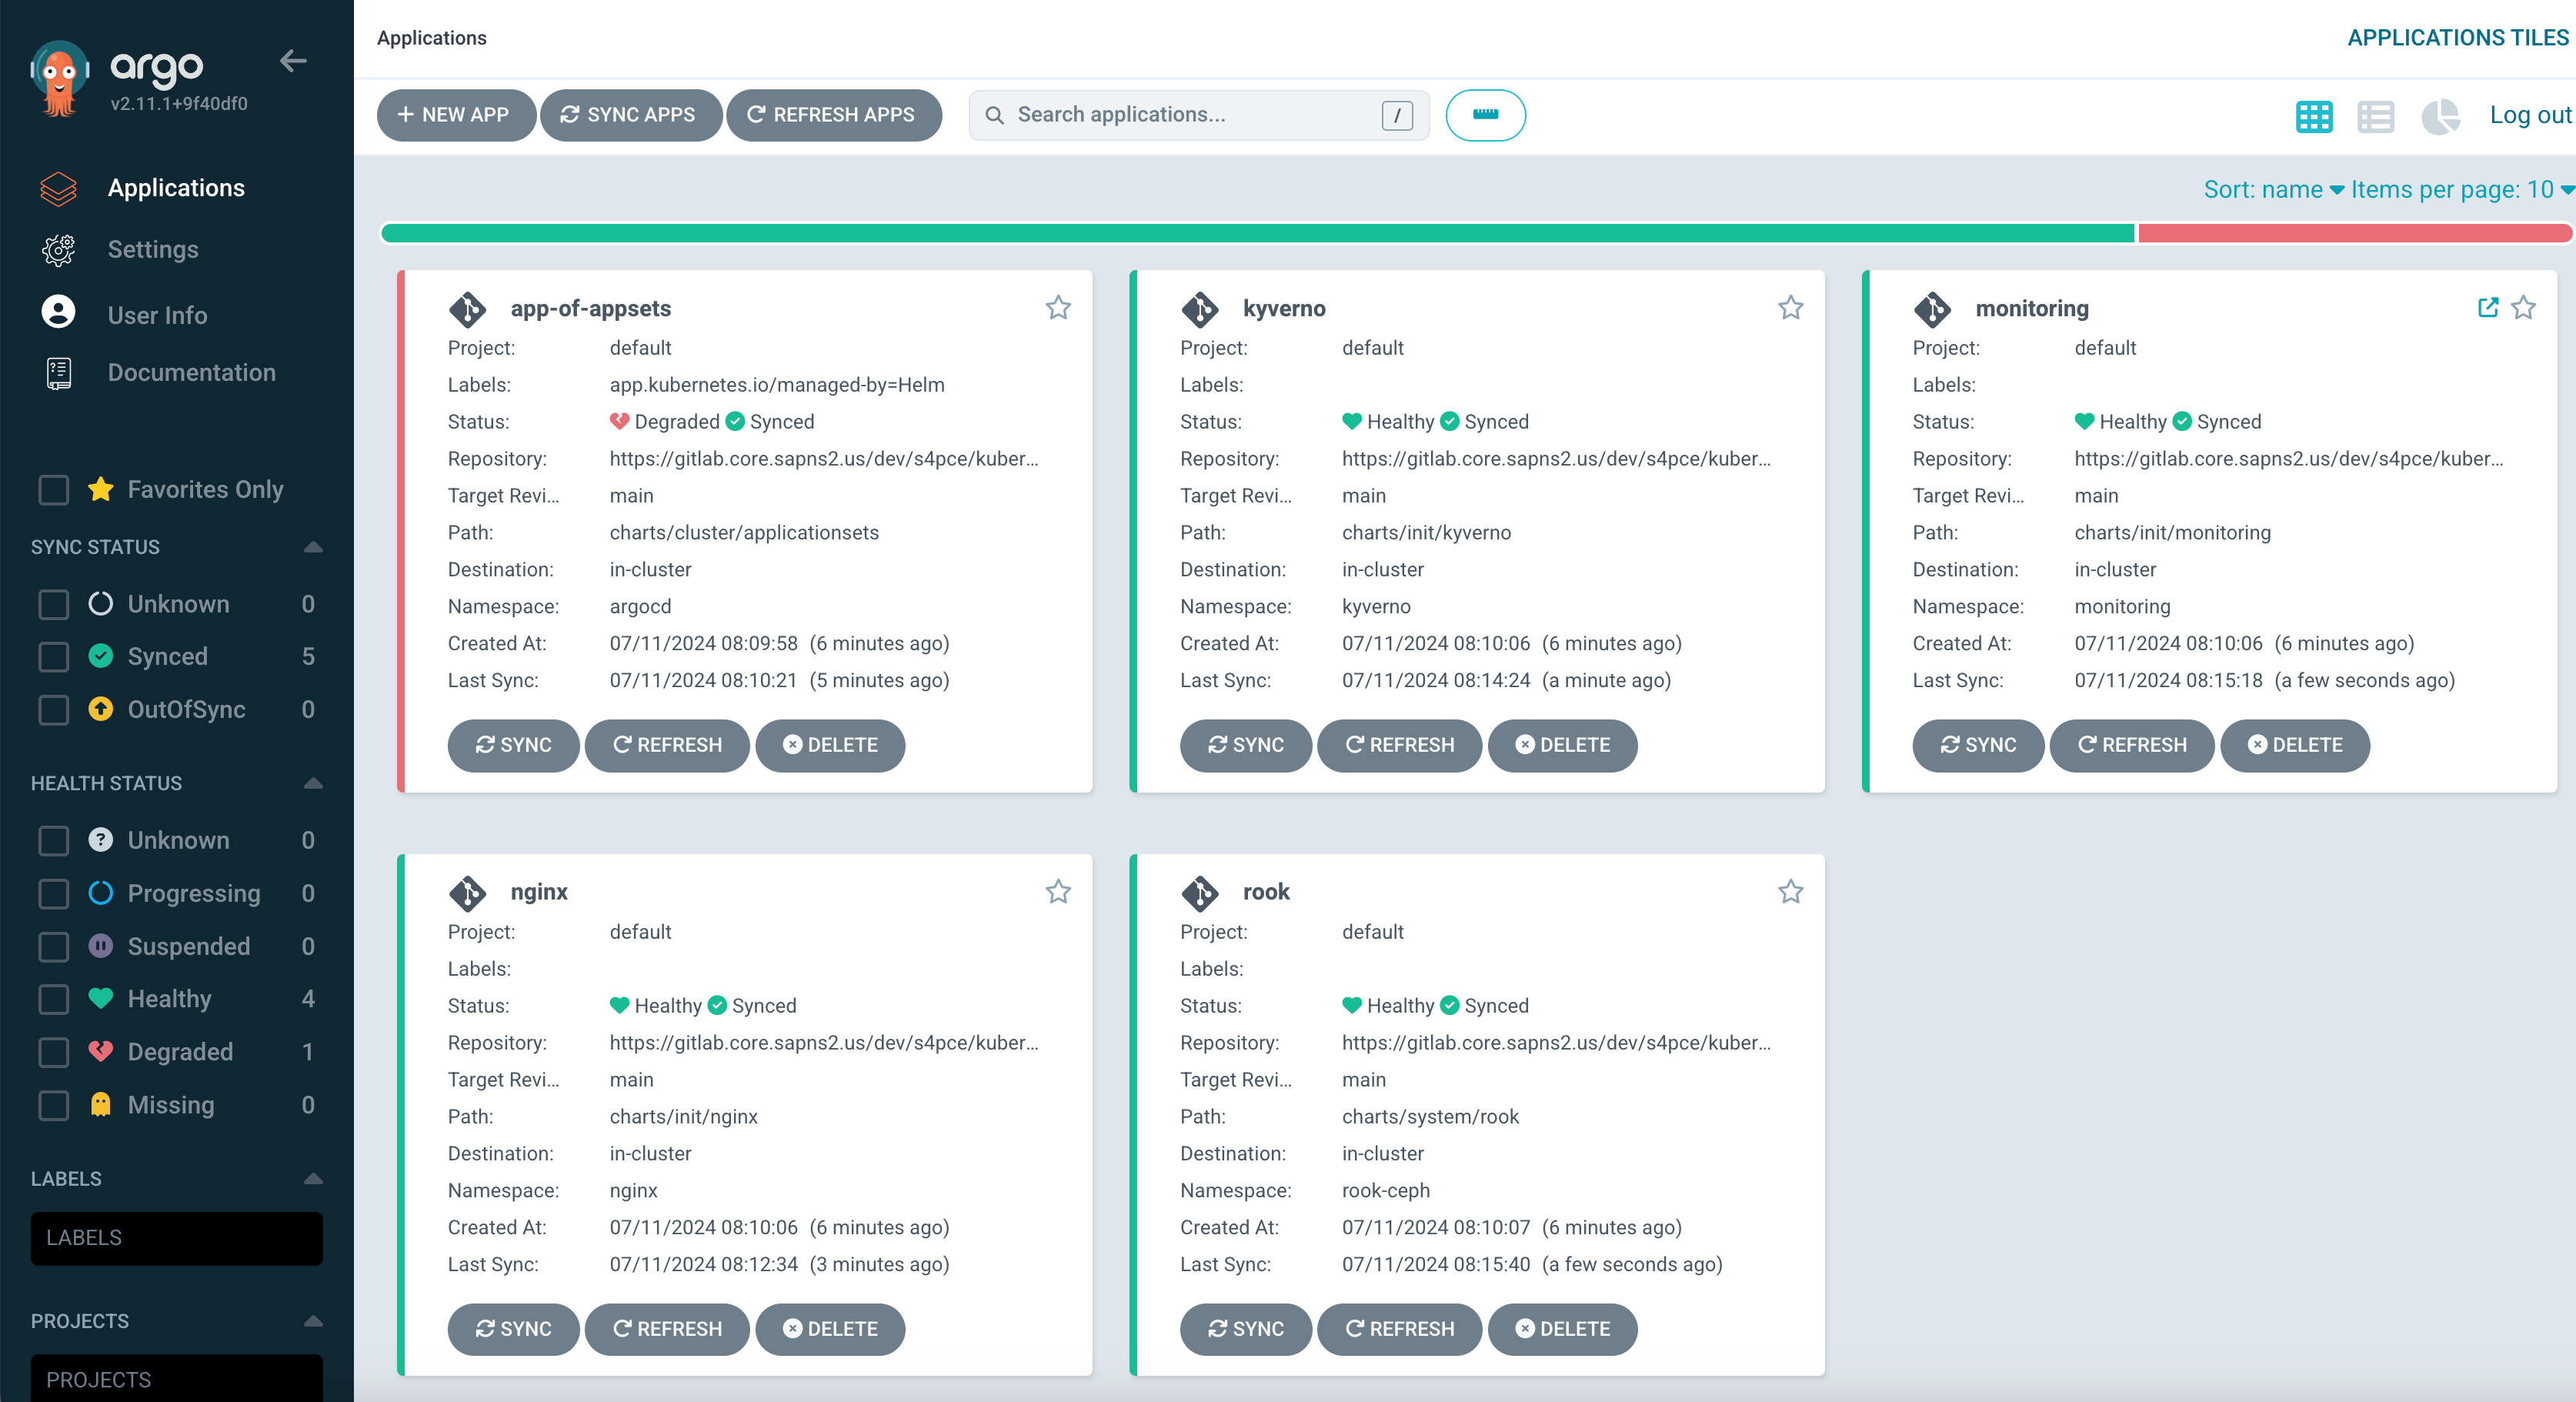 argo
v2.11.1+9f40df0
Applications
Settings
User Info
Documentation
Favorites Only
SYNC STATUS
Unknown 0
Synced 5
OutOfSync 0
HEALTH STATUS
Unknown 0
Progressing 0
Suspended 0
Healthy 4
Degraded 1
Missing 0
LABELS
LABELS
PROJECTS
PROJECTS
Applications
APPLICATIONS TILES
+ NEW APP SYNC APPS REFRESH APPS Search applications... / Log out
Sort: name Items per page: 10
app-of-appsets
Project: default
Labels: app.kubernetes.io/managed-by=Helm
Status: Degraded Synced
Repository: https://gitlab.core.sapns2.us/dev/s4pce/kuber...
Target Revi... main
Path: charts/cluster/applicationsets
Destination: in-cluster
Namespace: argocd
Created At: 07/11/2024 08:09:58 (6 minutes ago)
Last Sync: 07/11/2024 08:10:21 (5 minutes ago)
SYNC REFRESH DELETE
kyverno
Project: default
Labels:
Status: Healthy Synced
Repository: https://gitlab.core.sapns2.us/dev/s4pce/kuber...
Target Revi... main
Path: charts/init/kyverno
Destination: in-cluster
Namespace: kyverno
Created At: 07/11/2024 08:10:06 (6 minutes ago)
Last Sync: 07/11/2024 08:14:24 (a minute ago)
SYNC REFRESH DELETE
monitoring
Project: default
Labels:
Status: Healthy Synced
Repository: https://gitlab.core.sapns2.us/dev/s4pce/kuber...
Target Revi... main
Path: charts/init/monitoring
Destination: in-cluster
Namespace: monitoring
Created At: 07/11/2024 08:10:06 (6 minutes ago)
Last Sync: 07/11/2024 08:15:18 (a few seconds ago)
SYNC REFRESH DELETE
nginx
Project: default
Labels:
Status: Healthy Synced
Repository: https://gitlab.core.sapns2.us/dev/s4pce/kuber...
Target Revi... main
Path: charts/init/nginx
Destination: in-cluster
Namespace: nginx
Created At: 07/11/2024 08:10:06 (6 minutes ago)
Last Sync: 07/11/2024 08:12:34 (3 minutes ago)
SYNC REFRESH DELETE
rook
Project: default
Labels:
Status: Healthy Synced
Repository: https://gitlab.core.sapns2.us/dev/s4pce/kuber...
Target Revi... main
Path: charts/system/rook
Destination: in-cluster
Namespace: rook-ceph
Created At: 07/11/2024 08:10:07 (6 minutes ago)
Last Sync: 07/11/2024 08:15:40 (a few seconds ago)
SYNC REFRESH DELETE